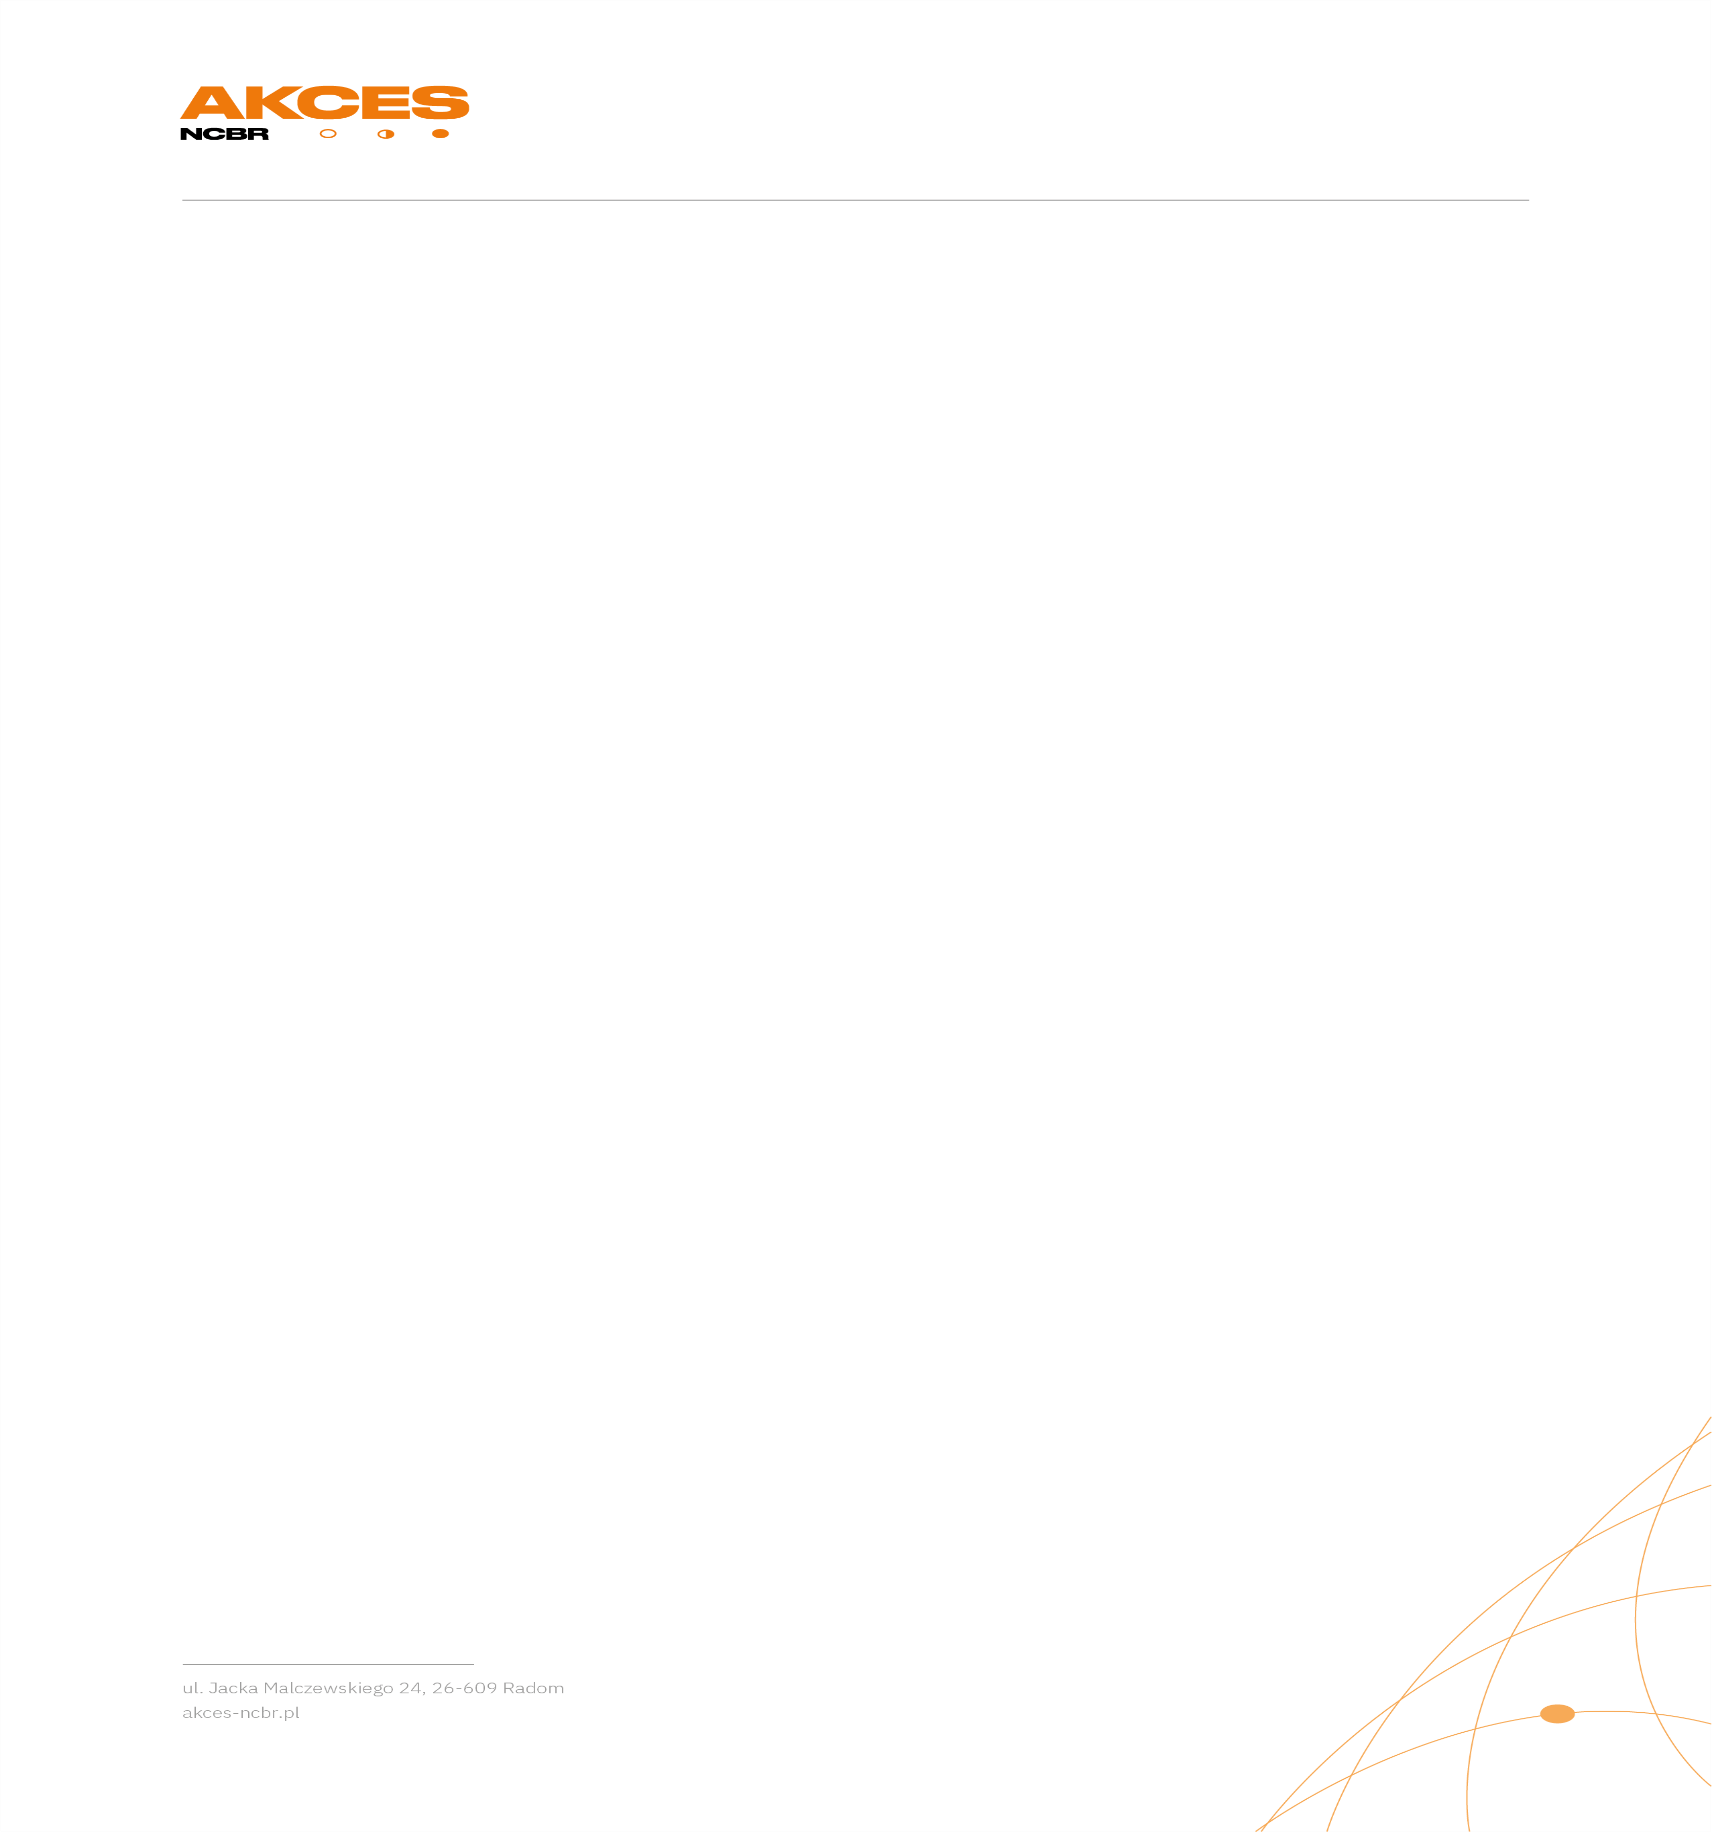 AKCES
NCBR
ul. Jacka Malczewskiego 24, 26-609 Radom
akces-ncbr.pl